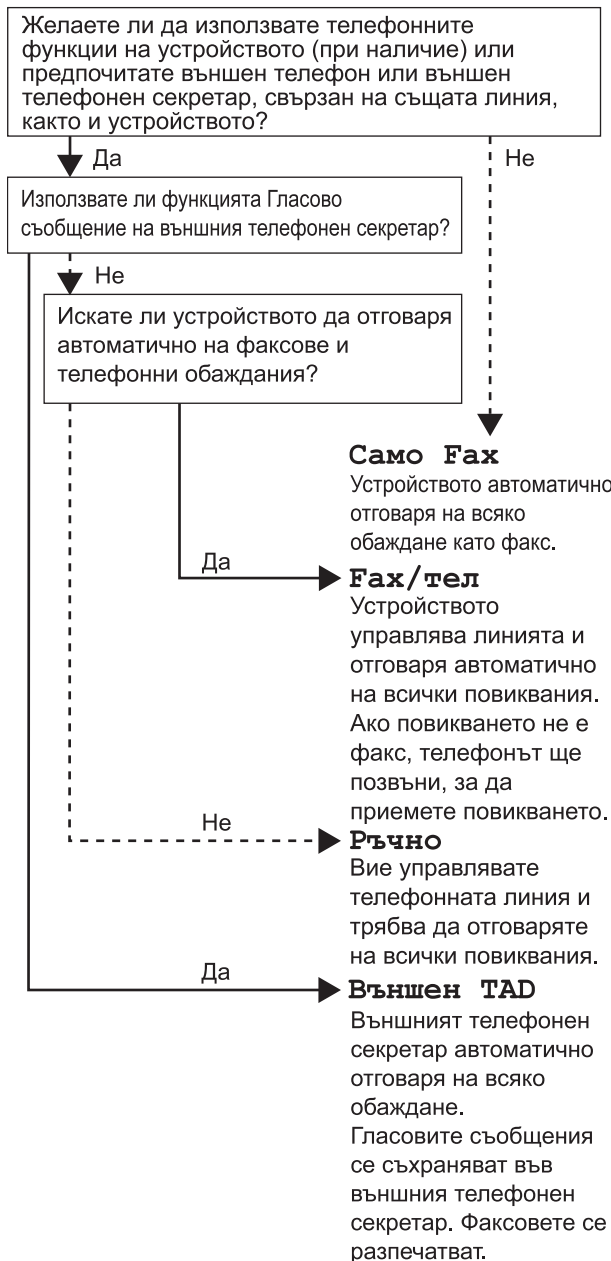 Желаете ли да използвате телефонните
функции на устройството (при наличие) или
предпочитате външен телефон или външен
телефонен секретар, свързан на същата линия,
както и устройството?
Да
Не
Използвате ли функцията Гласово
съобщение на външния телефонен секретар?
Не
Искате ли устройството да отговаря
автоматично на факсове и
телефонни обаждания?
Само Fax
Устройството автоматично
отговаря на всяко
обаждане като факс.
Да
Fax/тел
Устройството
управлява линията и
отговаря автоматично
на всички повиквания.
Ако повикването не е
факс, телефонът ще
позвъни, за да
приемете повикването.
Не
Ръчно
Вие управлявате
телефонната линия и
трябва да отговаряте
на всички повиквания.
Да
Външен TAD
Външният телефонен
секретар автоматично
отговаря на всяко
обаждане.
Гласовите съобщения
се съхраняват във
външния телефонен
секретар. Факсовете се
разпечатват.